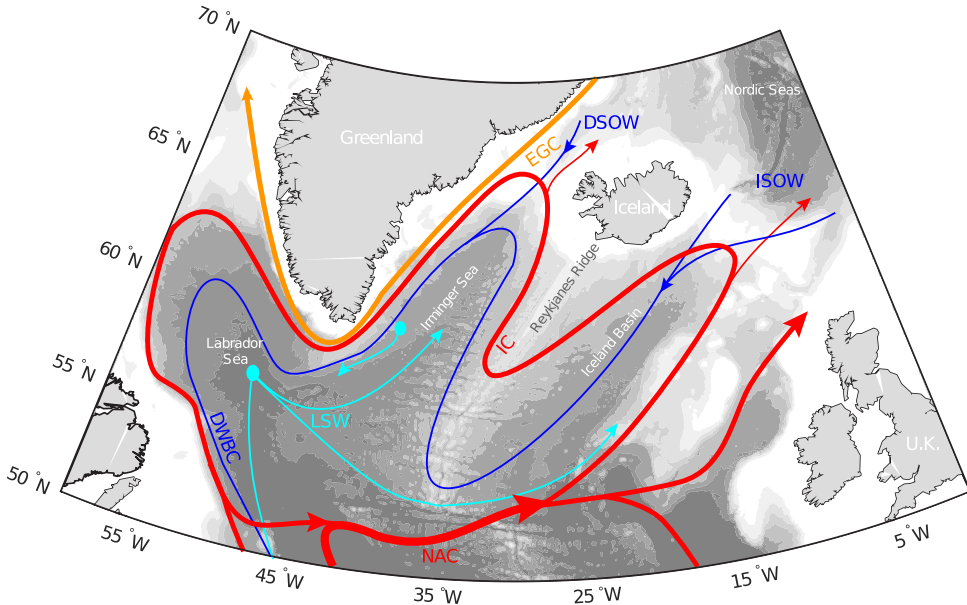 70 °N
Nordic Seas
DSOW
65 °N
Greenland
EGC
ISOW
Iceland
60 °N
Reykjanes Ridge
Irminger Sea
Iceland Basin
Labrador
Sea
IC
55 °N
LSW
DWBC
U.K.
50 °N
NAC
55 °W
45 °W
35 °W
25 °W
15 °W
5 °W